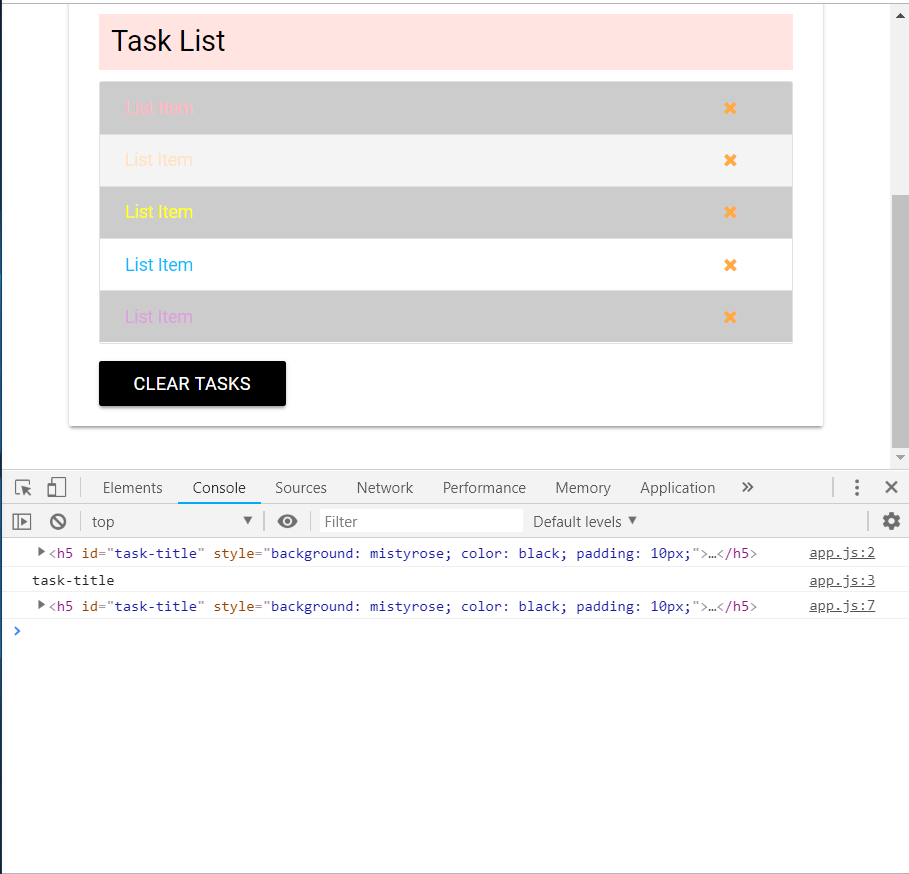 Task List
List Item
List Item
List Item
List Item
List Item
CLEAR TASKS
Elements Console Sources Network Performance Memory Application »
top ▼ Filter Default levels ▼
<h5 id="task-title" style="background: mistyrose; color: black; padding: 10px;">…</h5> app.js:2
task-title app.js:3
<h5 id="task-title" style="background: mistyrose; color: black; padding: 10px;">…</h5> app.js:7
>